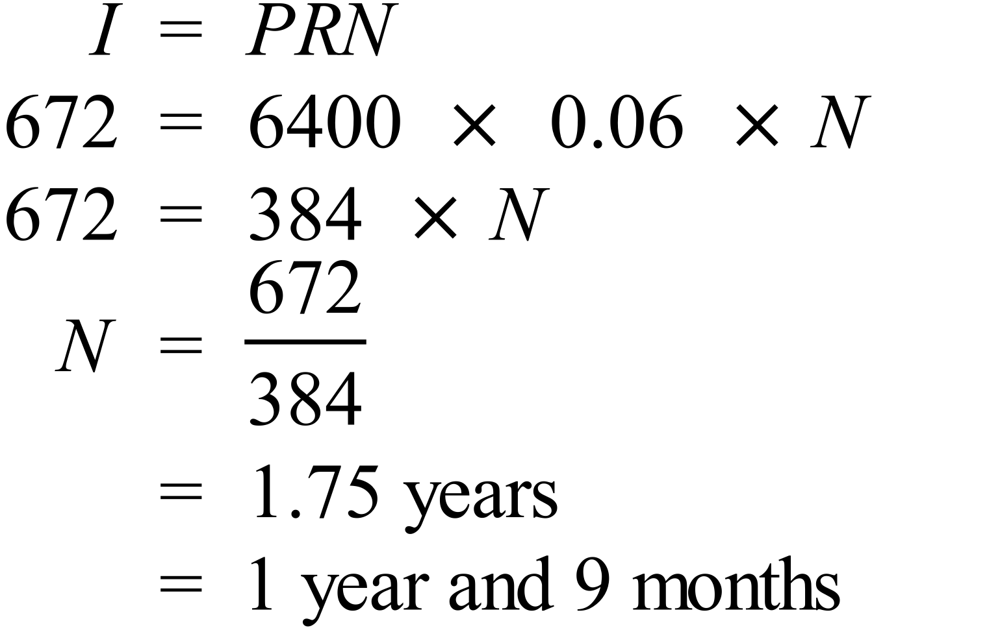 I = PRN
672 = 6400 × 0.06 × N
672 = 384 × N
N = 672/384
= 1.75 years
= 1 year and 9 months